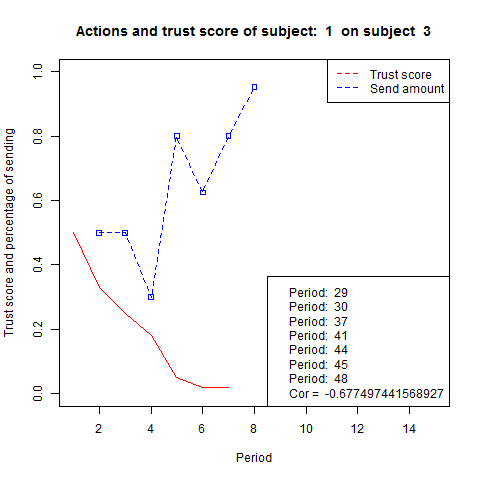 Actions and trust score of subject: 1 on subject 3
Trust score
Send amount
Trust score and percentage of sending
1.0
0.8
0.6
0.4
0.2
0.0
Period: 29
Period: 30
Period: 37
Period: 41
Period: 44
Period: 45
Period: 48
Cor = -0.677497441568927
2 4 6 8 10 12 14
Period